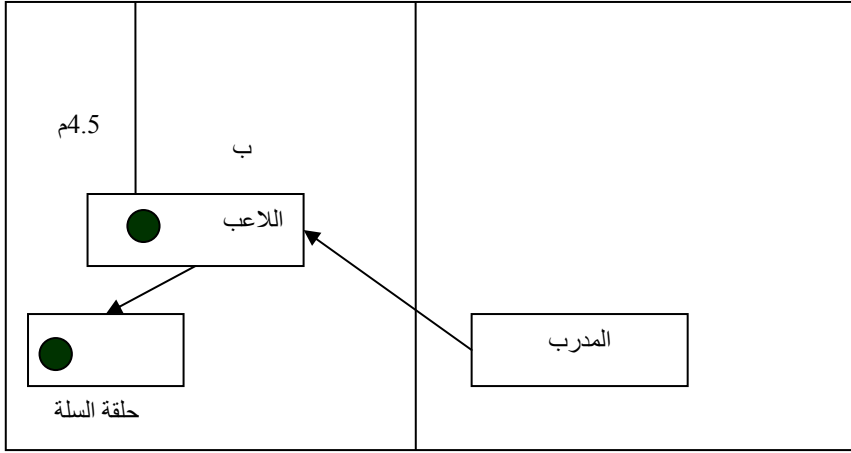 4.5م
ب
اللاعب
المدرب
حلقة السلة